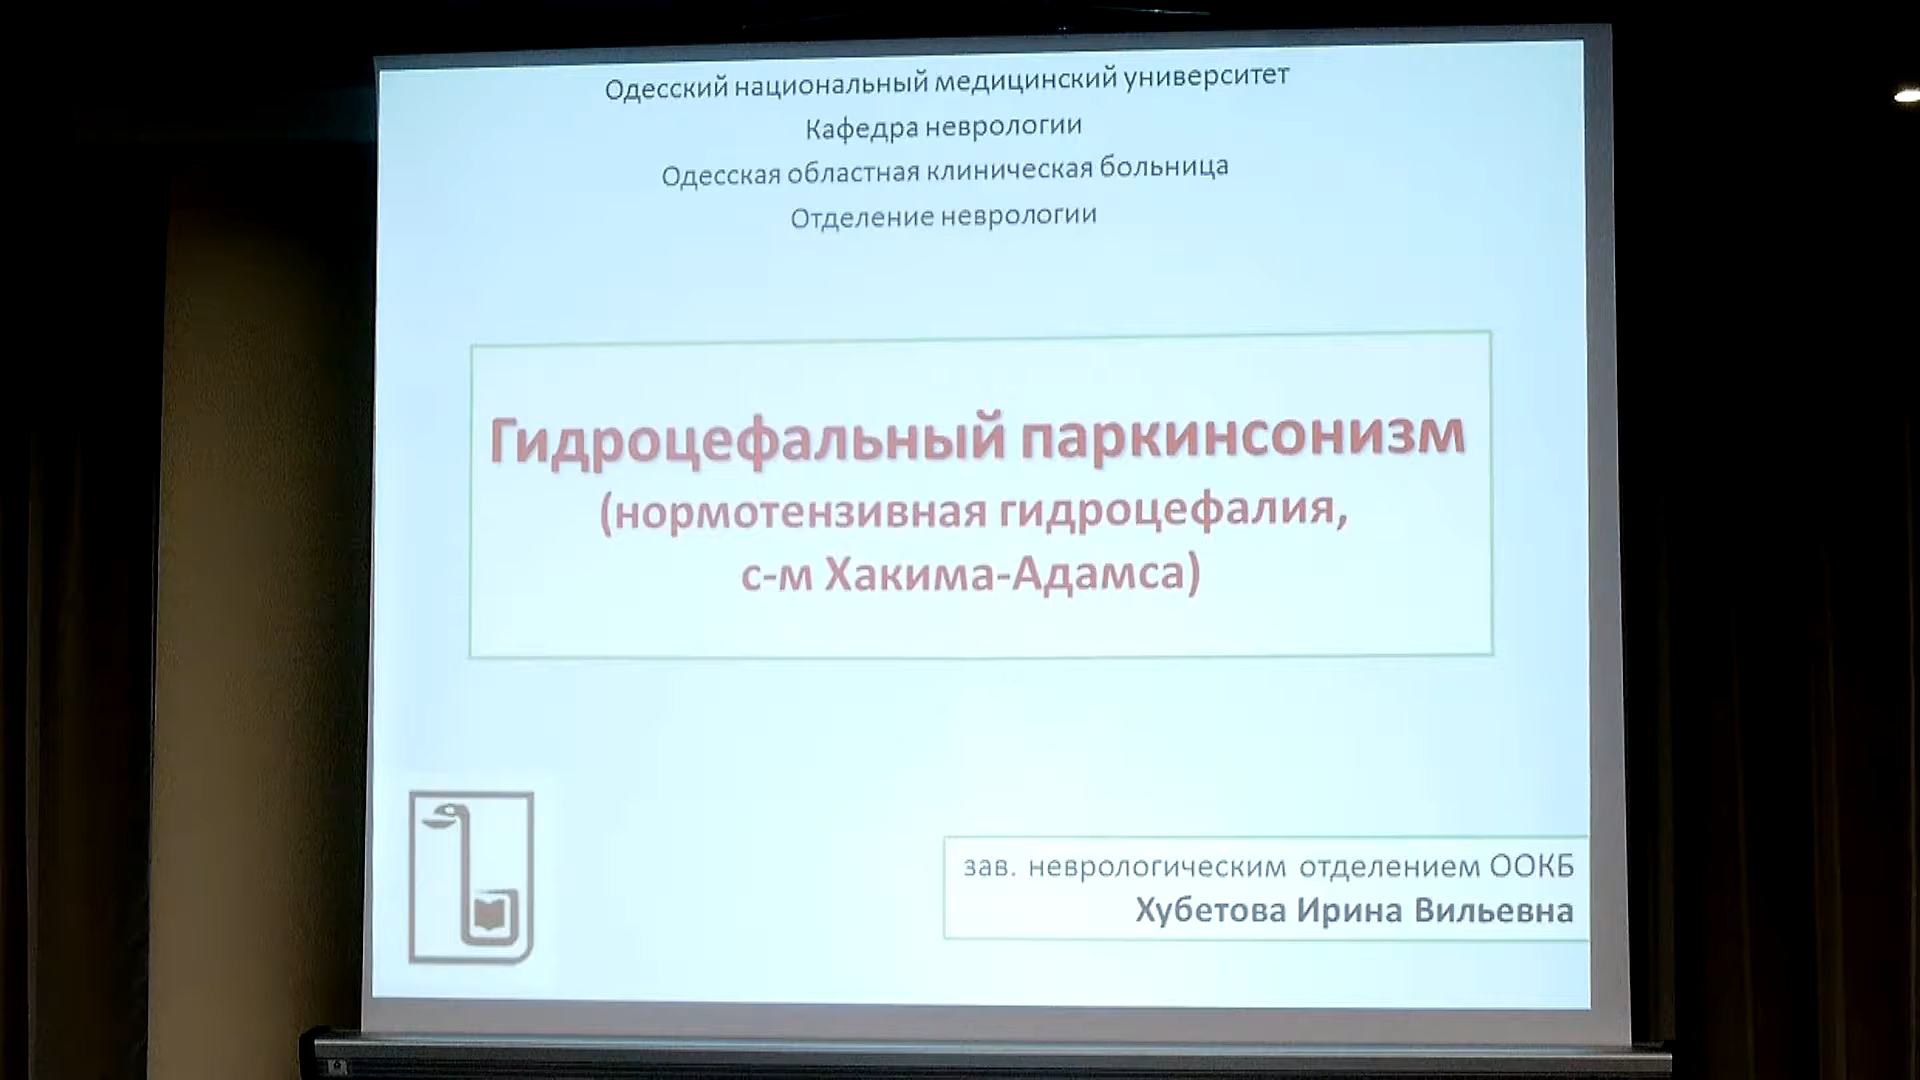 Одесский национальный медицинский университет
Кафедра неврологии
Одесская областная клиническая больница
Отделение неврологии
Гидроцефальный паркинсонизм
(нормотензивная гидроцефалия,
с-м Хакима-Адамса)
зав. неврологическим отделением ООКБ
Хубетова Ирина Вильевна